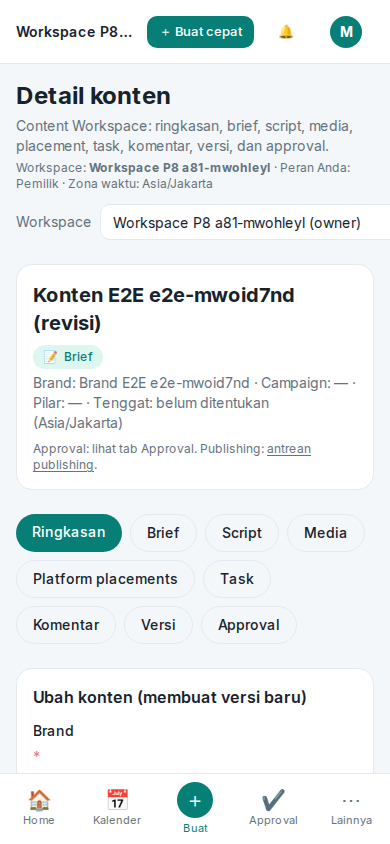 Workspace P8...
+ Buat cepat
M
Detail konten
Content Workspace: ringkasan, brief, script, media,
placement, task, komentar, versi, dan approval.
Workspace: Workspace P8 a81-mwohleyl · Peran Anda:
Pemilik · Zona waktu: Asia/Jakarta
Workspace
Workspace P8 a81-mwohleyl (owner)
Konten E2E e2e-mwoid7nd
(revisi)
Brief
Brand: Brand E2E e2e-mwoid7nd · Campaign: — ·
Pilar: — · Tenggat: belum ditentukan
(Asia/Jakarta)
Approval: lihat tab Approval. Publishing: antrean
publishing.
Ringkasan
Brief
Script
Media
Platform placements
Task
Komentar
Versi
Approval
Ubah konten (membuat versi baru)
Brand
*
Home
Kalender
+
Buat
Approval
Lainnya